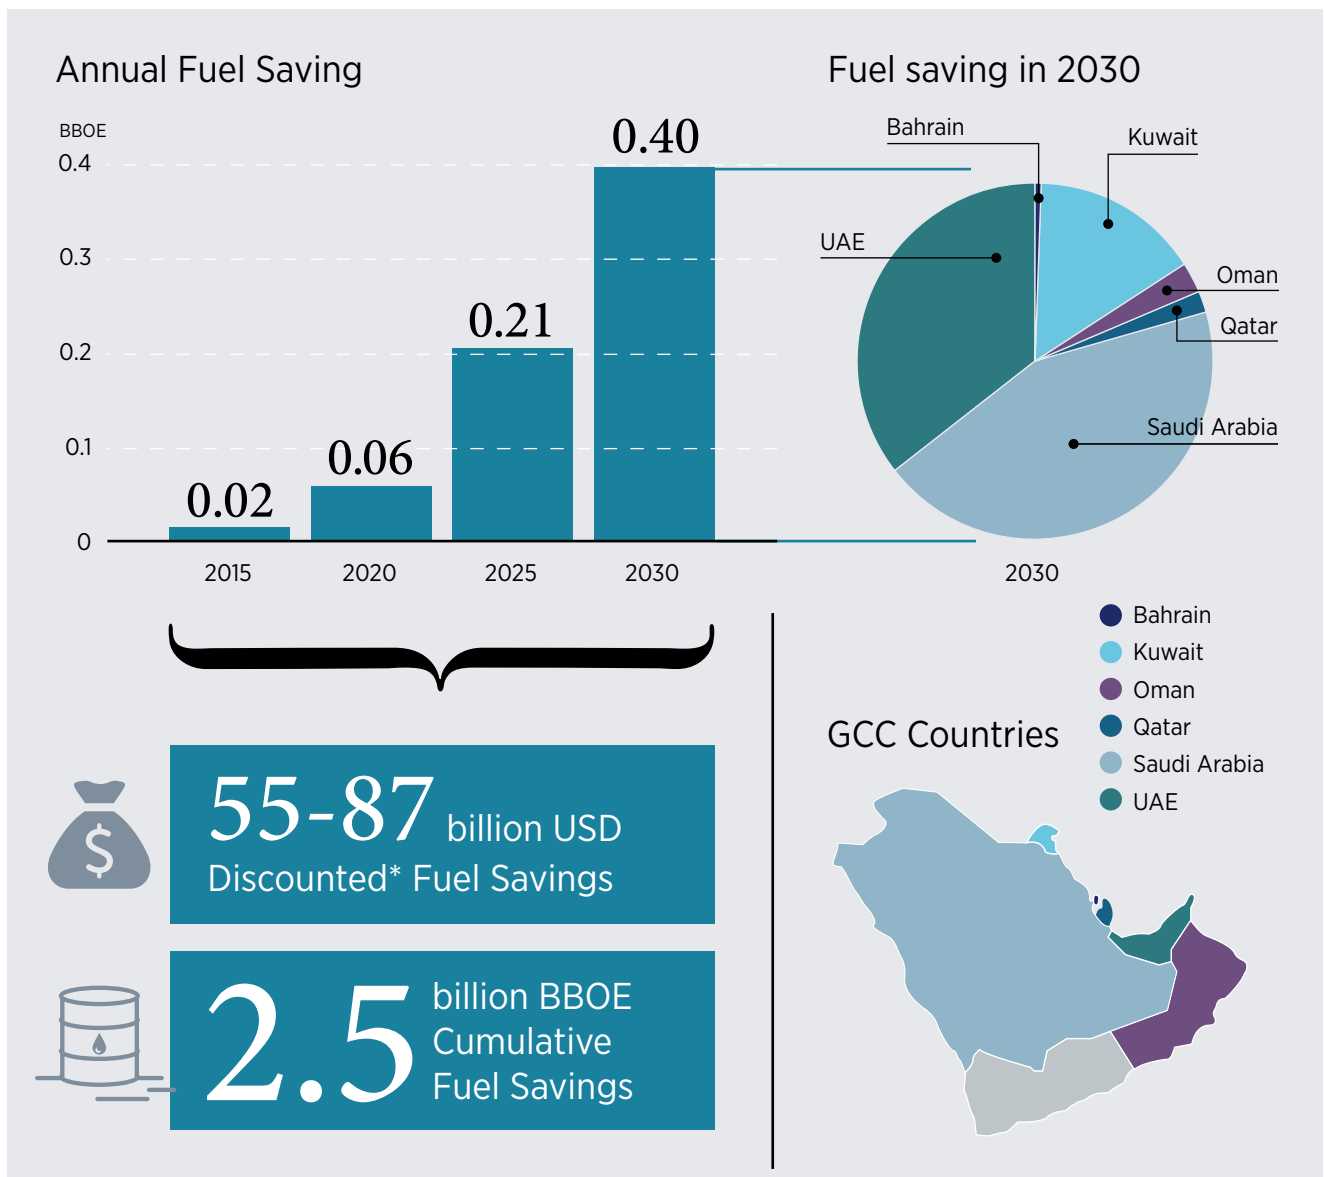 Annual Fuel Saving
BBOE
0.4
0.3
0.2
0.1
0
0.02
0.06
0.21
0.40
2015
2020
2025
2030
Fuel saving in 2030
Bahrain
Kuwait
UAE
Oman
Qatar
Saudi Arabia
2030
55-87 billion USD
Discounted* Fuel Savings
2.5 billion BBOE
Cumulative
Fuel Savings
$
GCC Countries
Bahrain
Kuwait
Oman
Qatar
Saudi Arabia
UAE